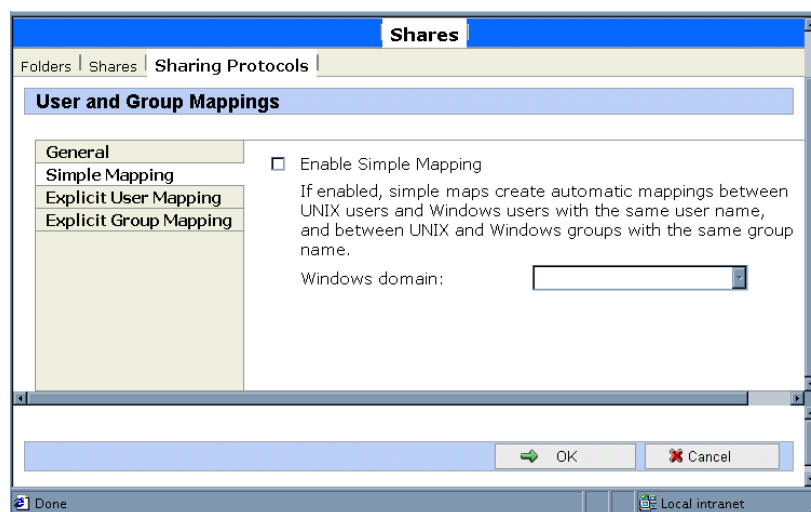 Shares
Folders Shares Sharing Protocols
User and Group Mappings
General
Simple Mapping
Explicit User Mapping
Explicit Group Mapping
Enable Simple Mapping
If enabled, simple maps create automatic mappings between
UNIX users and Windows users with the same user name,
and between UNIX and Windows groups with the same group
name.
Windows domain:
OK Cancel
Done Local intranet